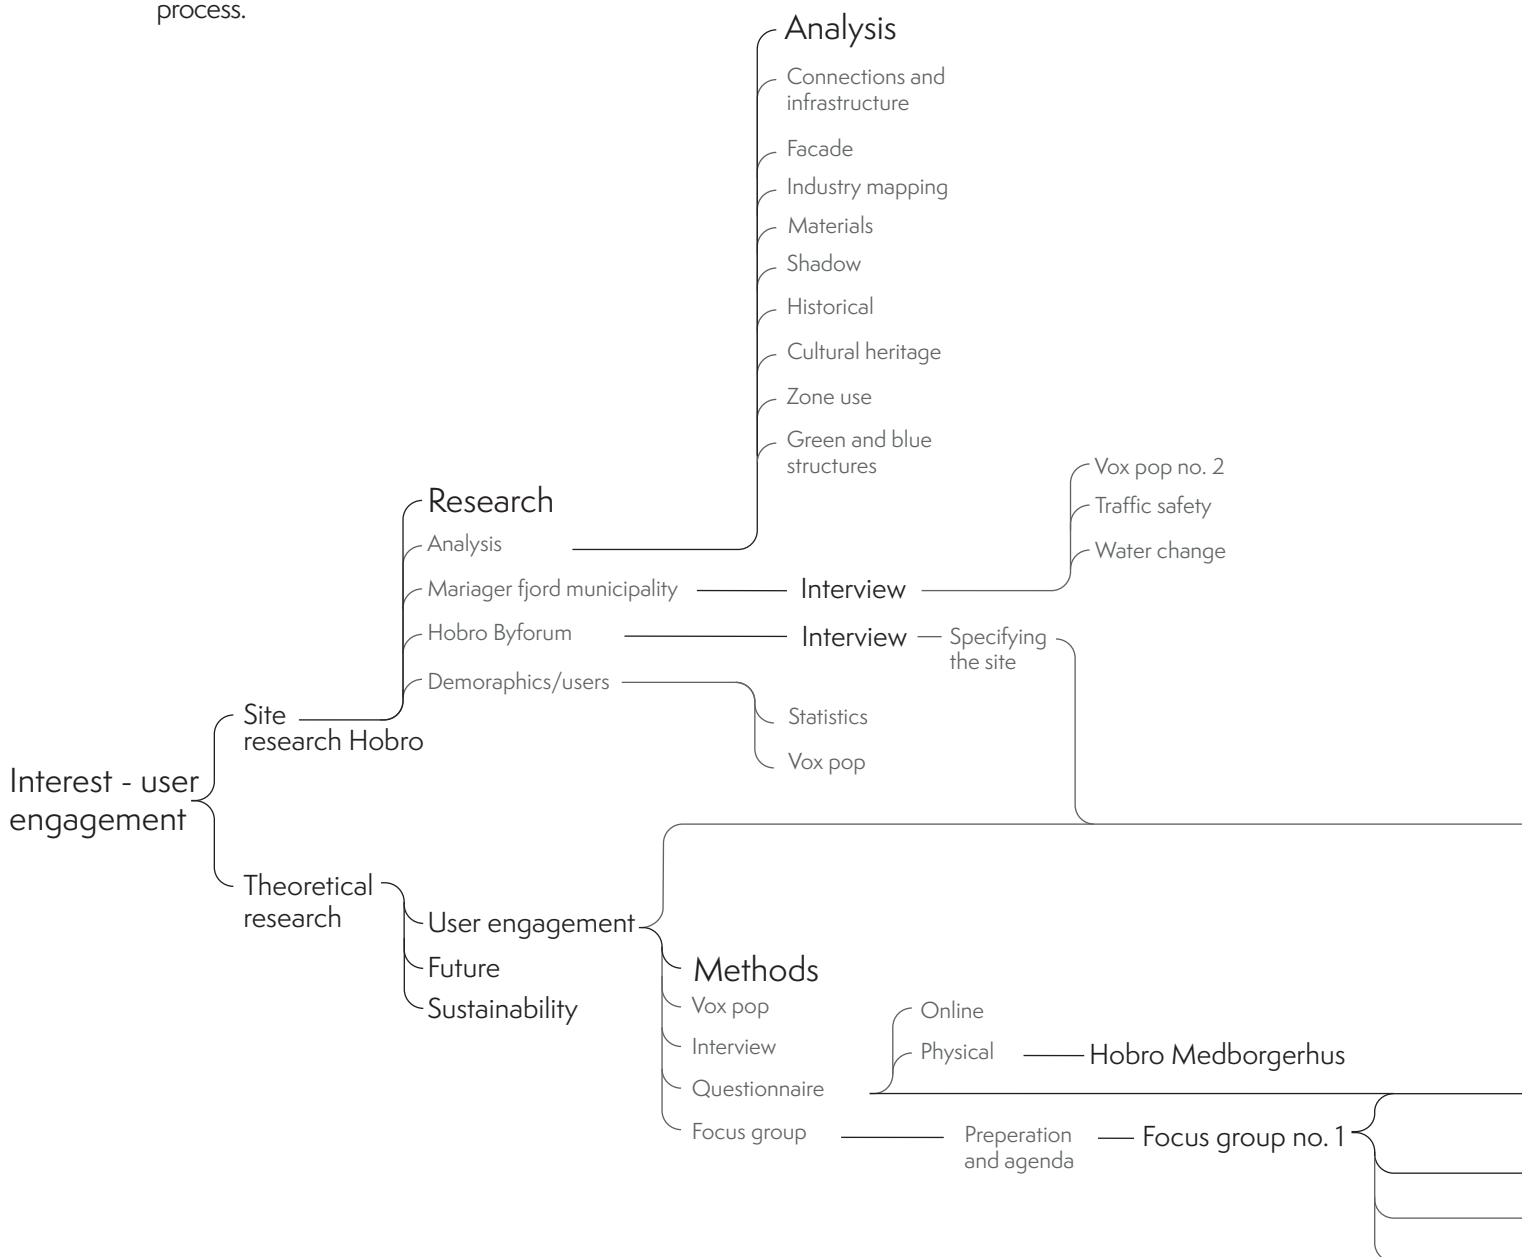 process.
Analysis
Connections and
infrastructure
Facade
Industry mapping
Materials
Shadow
Historical
Cultural heritage
Zone use
Green and blue
structures
Vox pop no. 2
Traffic safety
Water change
Research
Analysis
Mariager fjord municipality
Interview
Hobro Byforum
Interview
Specifying
the site
Demoraphics/users
Statistics
Vox pop
Site
research Hobro
Interest - user
engagement
Theoretical
research
User engagement
Future
Sustainability
Methods
Vox pop
Interview
Questionnaire
Online
Physical
Hobro Medborgerhus
Focus group
Preperation
and agenda
Focus group no. 1